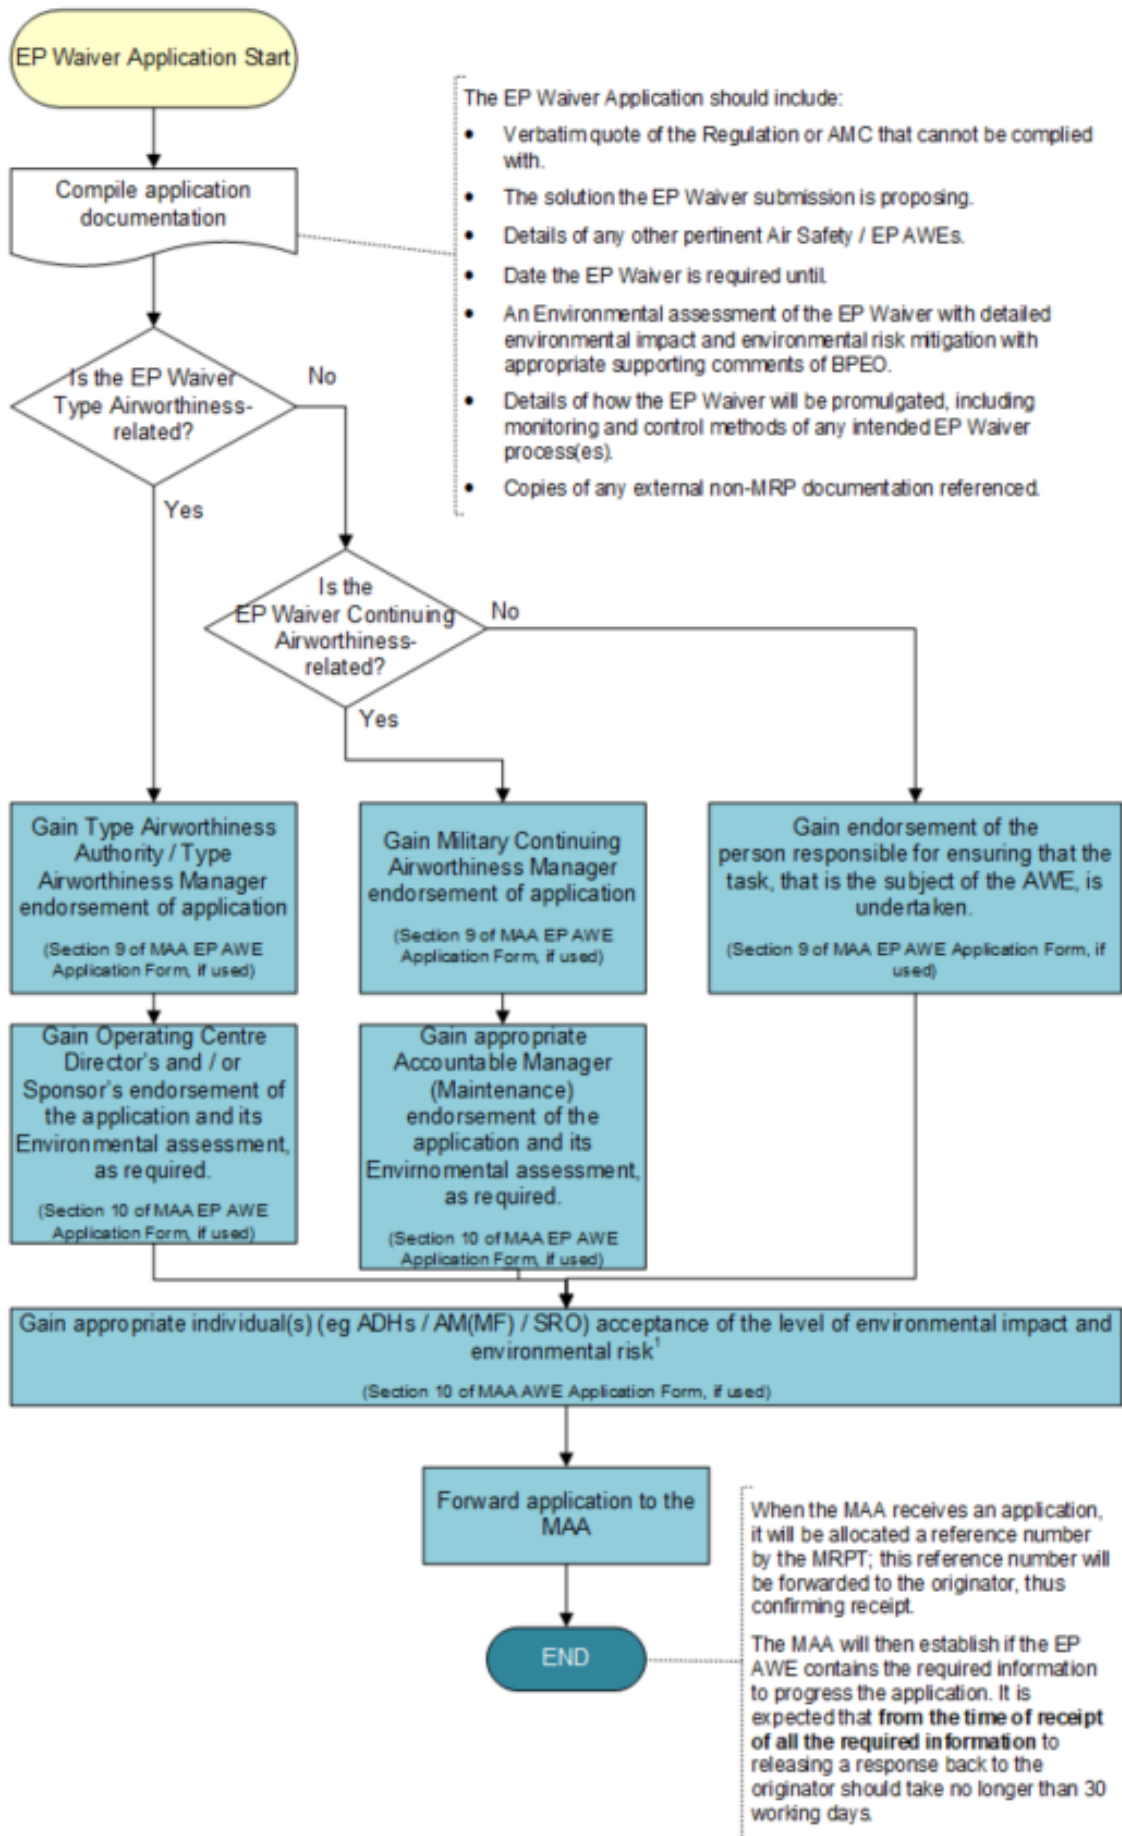 EP Waiver Application Start
The EP Waiver Application should include:
• Verbatim quote of the Regulation or AMC that cannot be complied
with.
• The solution the EP Waiver submission is proposing.
• Details of any other pertinent Air Safety / EP AWEs.
• Date the EP Waiver is required until.
• An Environmental assessment of the EP Waiver with detailed
environmental impact and environmental risk mitigation with
appropriate supporting comments of BPEO.
• Details of how the EP Waiver will be promulgated, including
monitoring and control methods of any intended EP Waiver
process(es).
• Copies of any external non-MRP documentation referenced.
Compile application
documentation
Is the EP Waiver
Type Airworthiness-
related?
No
Yes
Is the
EP Waiver Continuing
Airworthiness-
related?
No
Yes
Gain Type Airworthiness
Authority / Type
Airworthiness Manager
endorsement of application
(Section 9 of MAA EP AWE
Application Form, if used)
Gain Military Continuing
Airworthiness Manager
endorsement of application
(Section 9 of MAA EP AWE
Application Form, if used)
Gain endorsement of the
person responsible for ensuring that the
task, that is the subject of the AWE, is
undertaken.
(Section 9 of MAA EP AWE Application Form, if
used)
Gain Operating Centre
Director's and / or
Sponsor's endorsement of
the application and its
Environmental assessment,
as required.
(Section 10 of MAA EP AWE
Application Form, if used)
Gain appropriate
Accountable Manager
(Maintenance)
endorsement of the
application and its
Envirnomental assessment,
as required.
(Section 10 of MAA EP AWE
Application Form, if used)
Gain appropriate individual(s) (eg ADHs / AM(MF) / SRO) acceptance of the level of environmental impact and
environmental risk¹
(Section 10 of MAA AWE Application Form, if used)
Forward application to the
MAA
END
When the MAA receives an application,
it will be allocated a reference number
by the MRPT; this reference number will
be forwarded to the originator, thus
confirming receipt.
The MAA will then establish if the EP
AWE contains the required information
to progress the application. It is
expected that from the time of receipt
of all the required information to
releasing a response back to the
originator should take no longer than 30
working days.